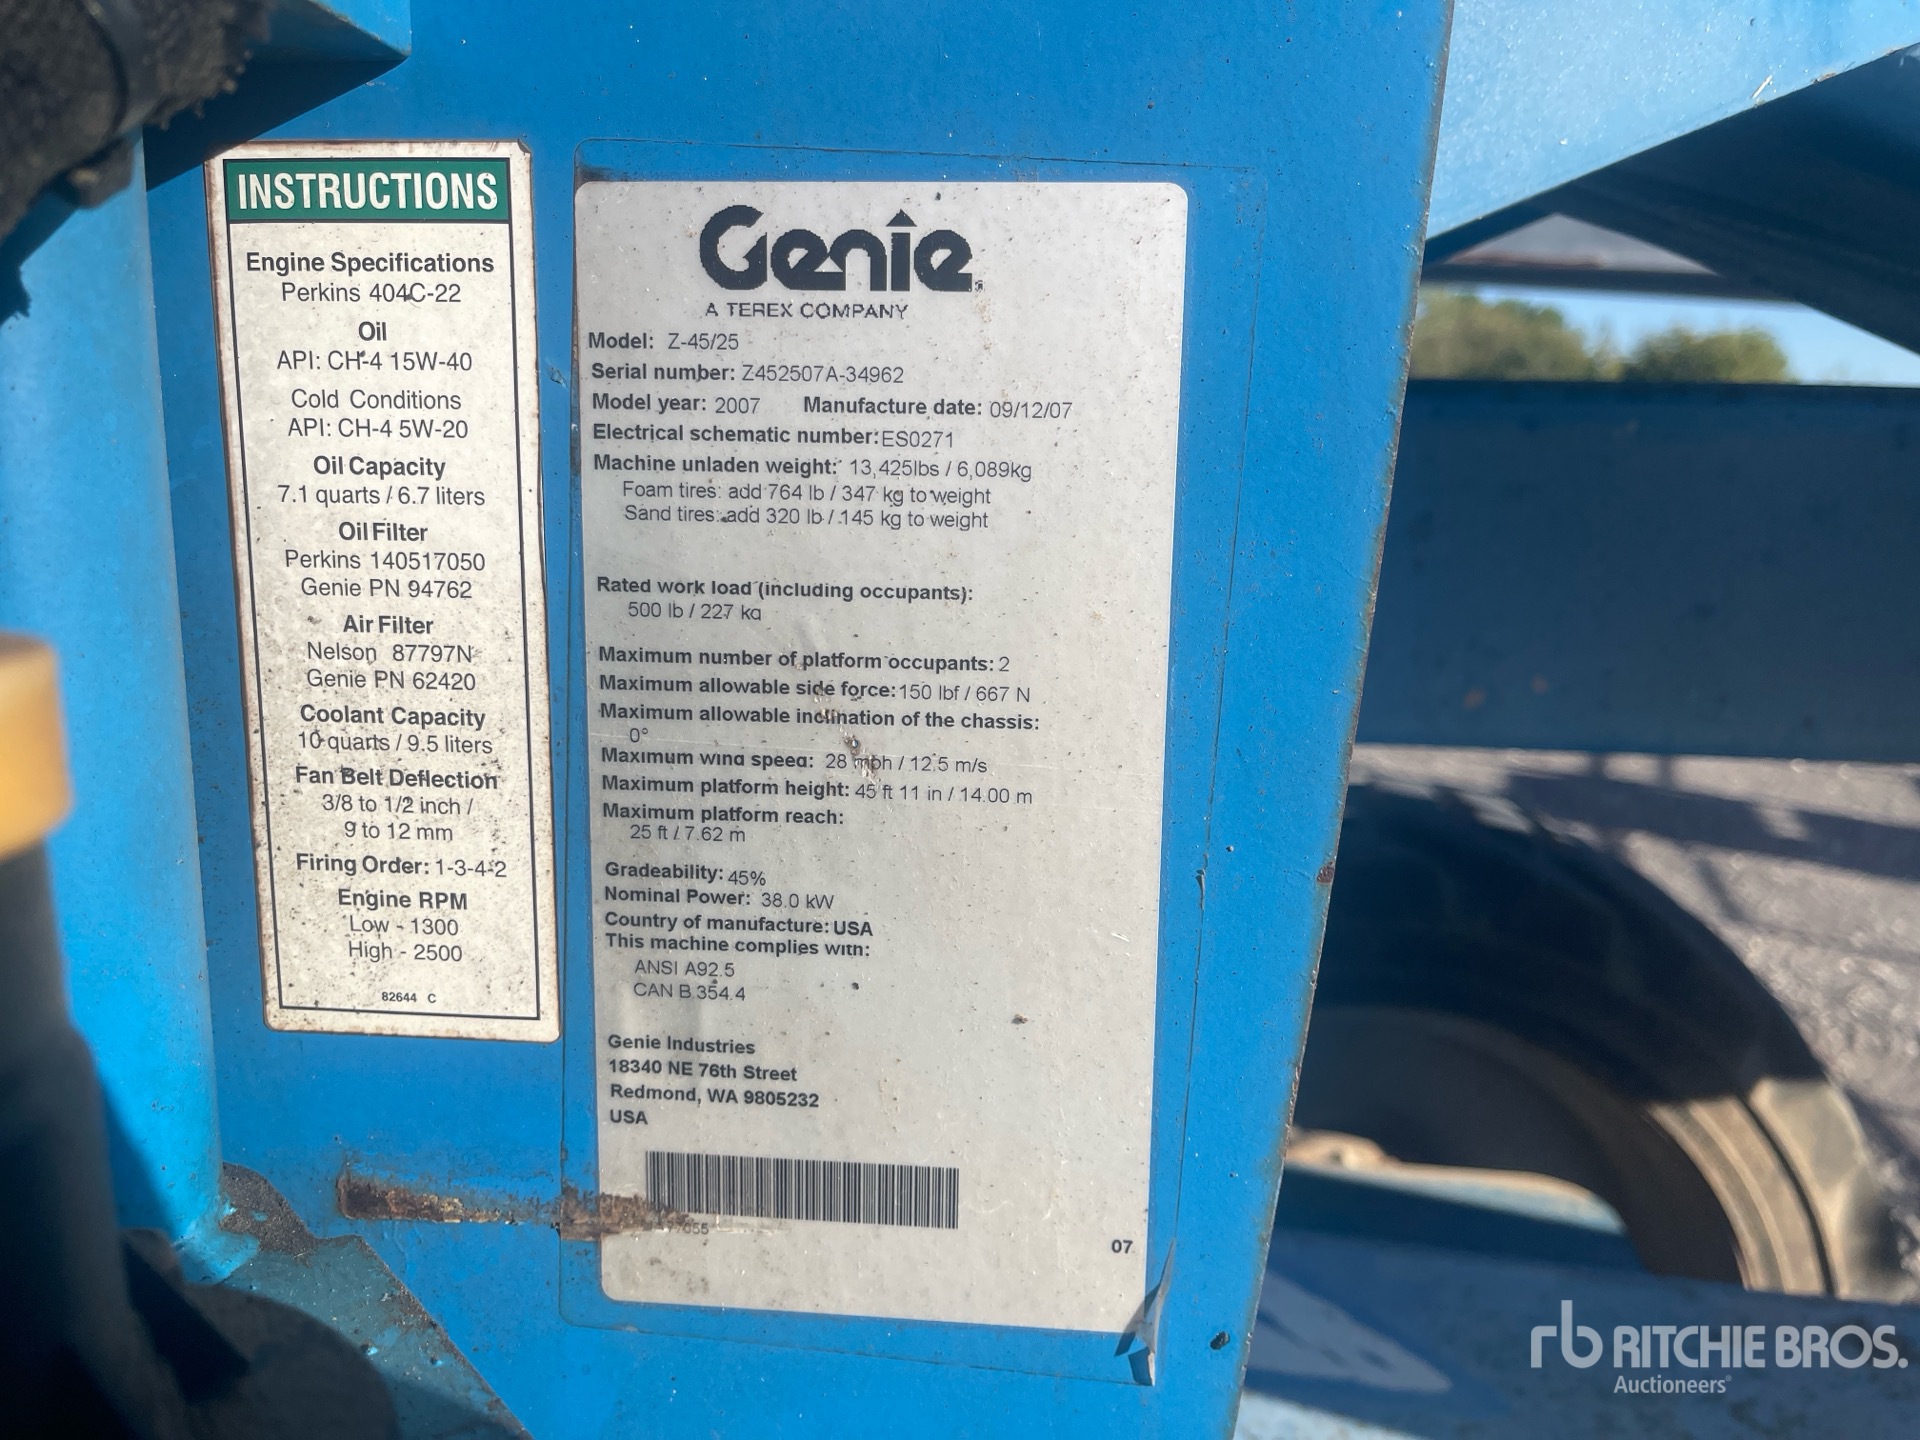 INSTRUCTIONS
Engine Specifications
Perkins 404C-22
Oil
API: CH-4 15W-40
Cold Conditions
API: CH-4 5W-20
Oil Capacity
7.1 quarts / 6.7 liters
Oil Filter
Perkins 140517050
Genie PN 94762
Air Filter
Nelson 87797N
Genie PN 62420
Coolant Capacity
10 quarts / 9.5 liters
Fan Belt Deflection
3/8 to 1/2 inch /
9 to 12 mm
Firing Order: 1-3-4-2
Engine RPM
Low - 1300
High - 2500
82644 C
Genie
A TEREX COMPANY
Model: Z-45/25
Serial number: Z452507A-34962
Model year: 2007 Manufacture date: 09/12/07
Electrical schematic number: ES0271
Machine unladen weight: 13,425lbs / 6,089kg
Foam tires: add 764 lb / 347 kg to weight
Sand tires: add 320 lb / 145 kg to weight
Rated work load (including occupants):
500 lb / 227 kg
Maximum number of platform occupants: 2
Maximum allowable side force: 150 lbf / 667 N
Maximum allowable inclination of the chassis:
0°
Maximum wind speed: 28 mph / 12.5 m/s
Maximum platform height: 45 ft 11 in / 14.00 m
Maximum platform reach:
25 ft / 7.62 m
Gradeability: 45%
Nominal Power: 38.0 kW
Country of manufacture: USA
This machine complies with:
ANSI A92.5
CAN B 354.4
Genie Industries
18340 NE 76th Street
Redmond, WA 9805232
USA
07
rb RITCHIE BROS.
Auctioneers